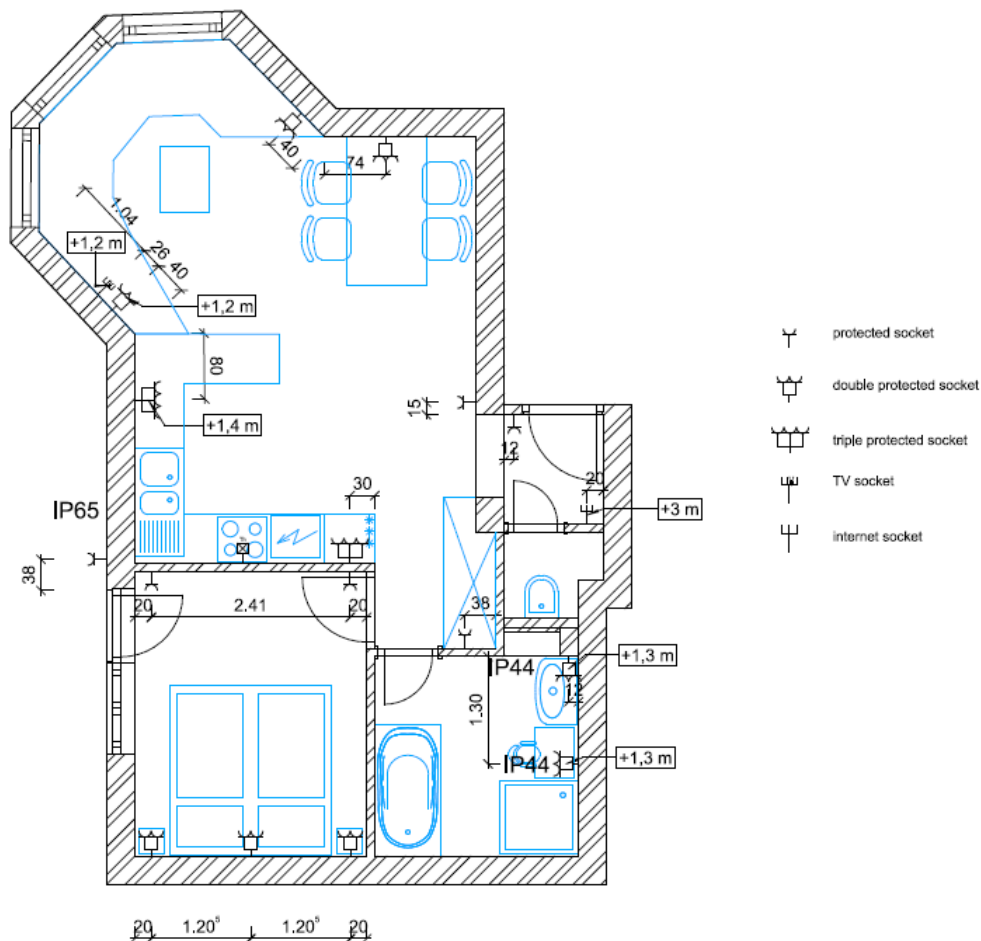 40
74
1.04
+1,2 m
26
40
+1,2 m
80
+1,4 m
15
12
20
+3 m
30
IP65
38
20
2.41
20
38
IP44
+1,3 m
12
1.30
IP44
+1,3 m
20
1.20⁵
1.20⁵
20
protected socket
double protected socket
triple protected socket
TV socket
internet socket